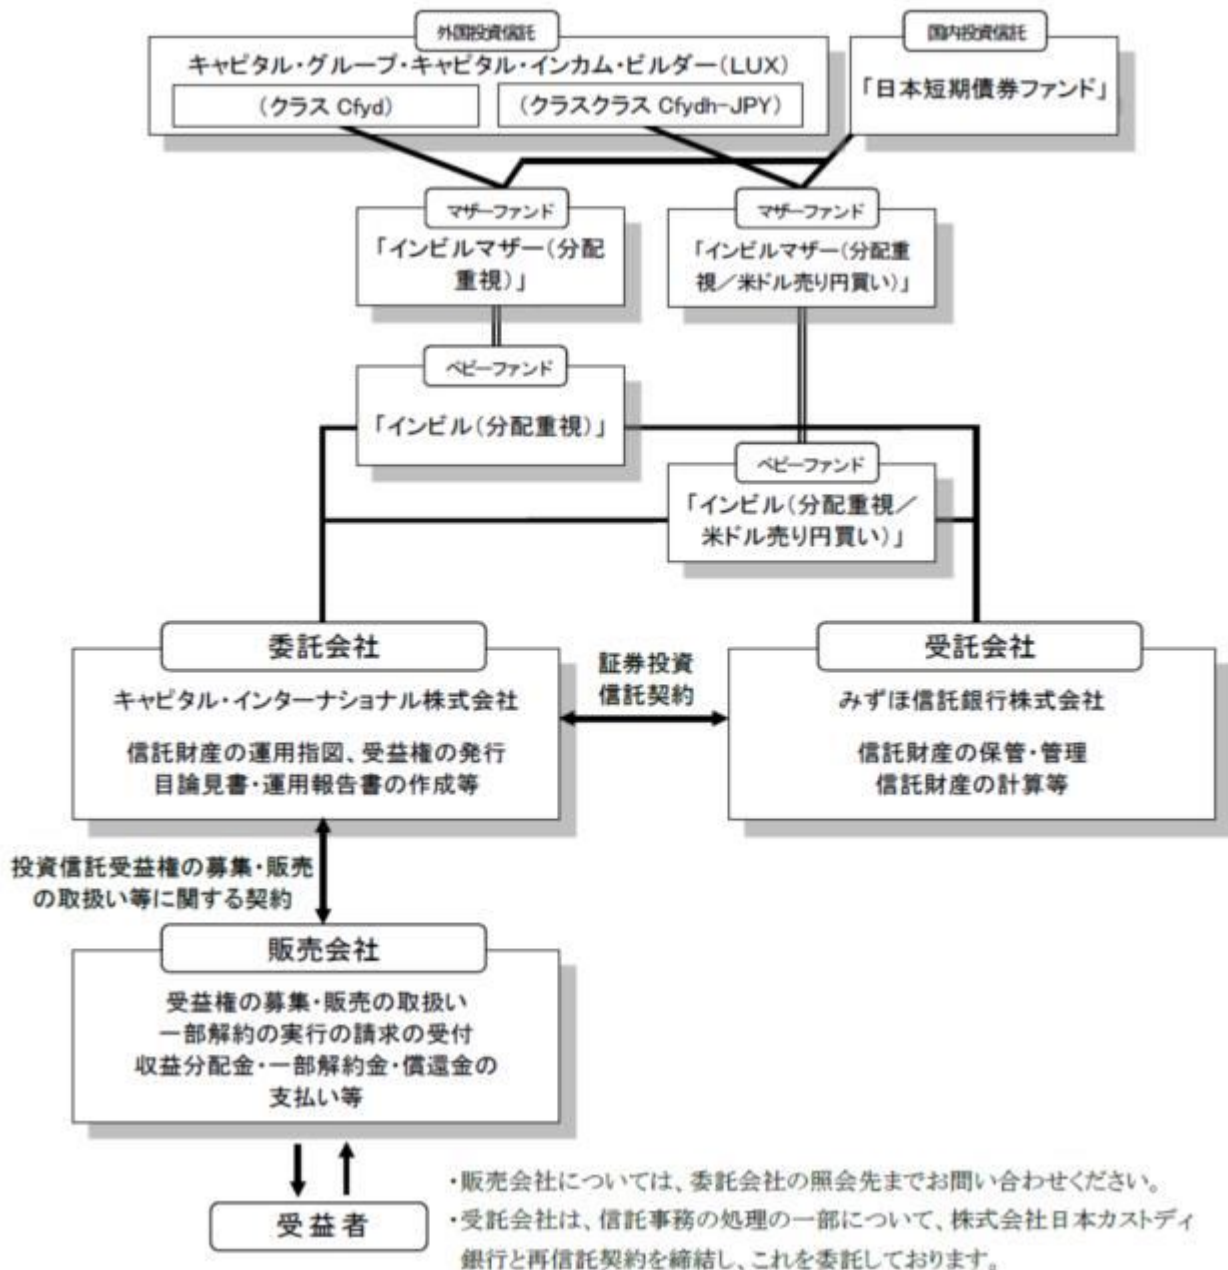 外国投資信託
国内投資信託
キャピタル・グループ・キャピタル・インカム・ビルダー(LUX)
(クラス Cfyd)
(クラスクラス Cfydh-JPY)
「日本短期債券ファンド」
マザーファンド
「インビルマザー(分配
重視)」
マザーファンド
「インビルマザー(分配重
視／米ドル売り円買い)」
ベビーファンド
「インビル(分配重視)」
ベビーファンド
「インビル(分配重視／
米ドル売り円買い)」
委託会社
キャピタル・インターナショナル株式会社
信託財産の運用指図、受益権の発行
目論見書・運用報告書の作成等
証券投資
信託契約
受託会社
みずほ信託銀行株式会社
信託財産の保管・管理
信託財産の計算等
投資信託受益権の募集・販売
の取扱い等に関する契約
販売会社
受益権の募集・販売の取扱い
一部解約の実行の請求の受付
収益分配金・一部解約金・償還金の
支払い等
受益者
・販売会社については、委託会社の照会先までお問い合わせください。
・受託会社は、信託事務の処理の一部について、株式会社日本カストディ
銀行と再信託契約を締結し、これを委託しております。